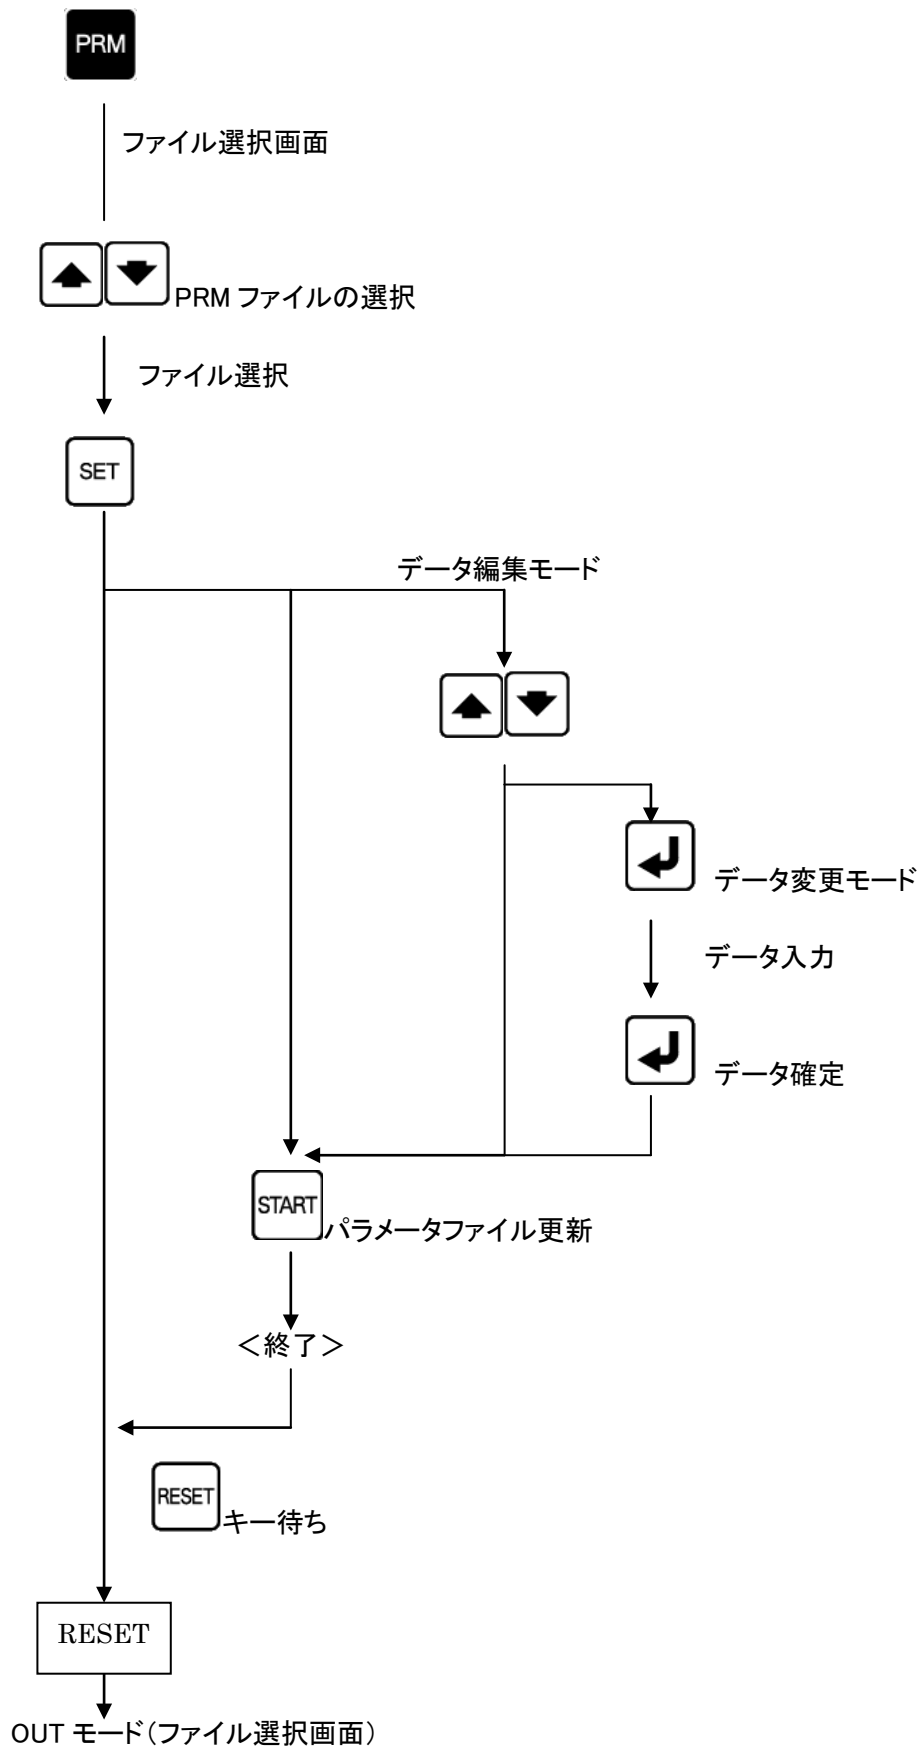 PRM
ファイル選択画面
PRM ファイルの選択
ファイル選択
SET
データ編集モード
データ変更モード
データ入力
データ確定
START
パラメータファイル更新
＜終了＞
RESET
キー待ち
RESET
OUT モード（ファイル選択画面）